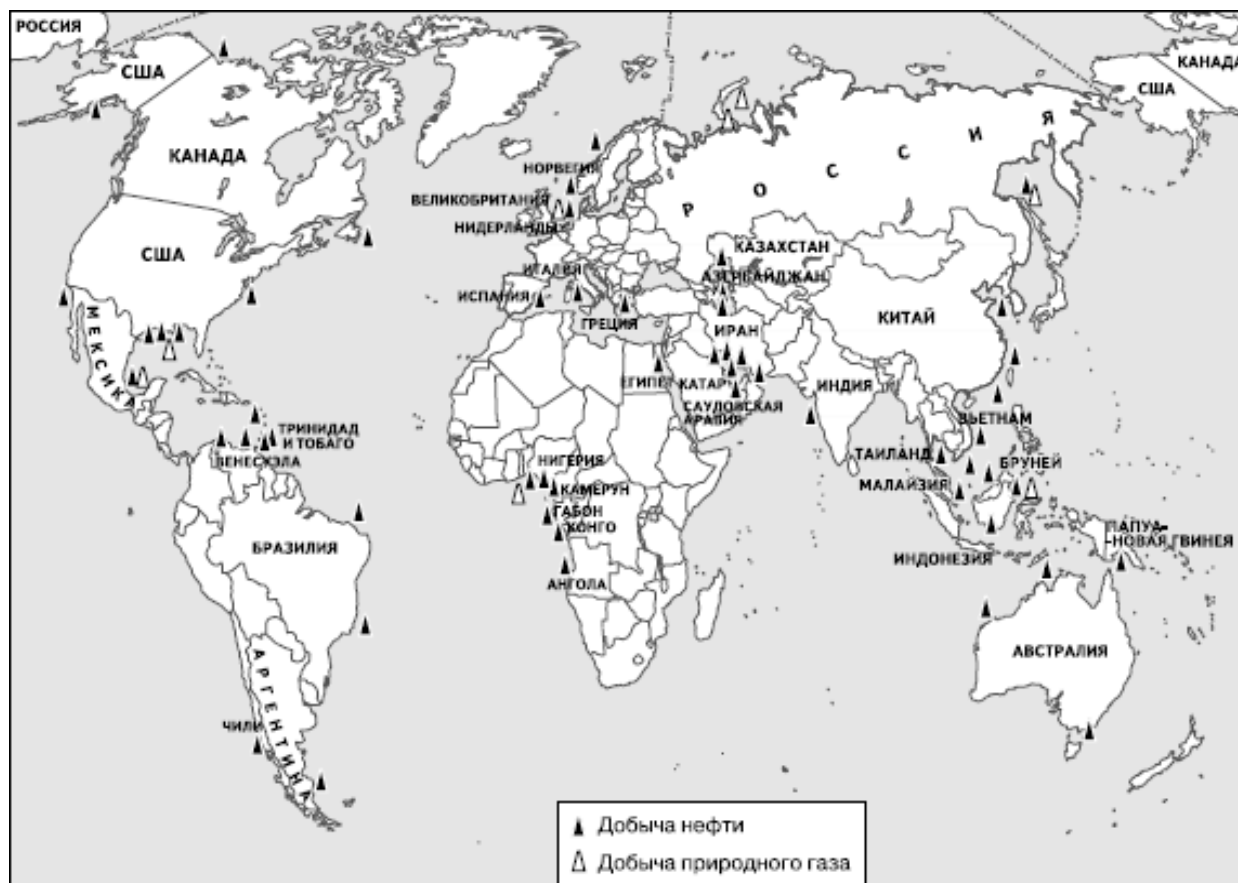 РОССИЯ
США
КАНАДА
США
КАНАДА
РОССИЯ
НОРВЕГИЯ
ВЕЛИКОБРИТАНИЯ
НИДЕРЛАНДЫ
США
КАЗАХСТАН
ИТАЛИЯ
АЗЕРБАЙДЖАН
ИСПАНИЯ
ГРЕЦИЯ
ИРАН
КИТАЙ
МЕКСИКА
ЕГИПЕТ
КАТАР
ИНДИЯ
САУДОВСКАЯ
АРАВИЯ
ВЬЕТНАМ
ТРИНИДАД
И ТОБАГО
ВЕНЕСУЭЛА
НИГЕРИЯ
ТАИЛАНД
БРУНЕЙ
КАМЕРУН
МАЛАЙЗИЯ
ГАБОН
КОНГО
ПАПУА
-НОВАЯ ГВИНЕЯ
БРАЗИЛИЯ
ИНДОНЕЗИЯ
АНГОЛА
АВСТРАЛИЯ
АРГЕНТИНА
ЧИЛИ
Добыча нефти
Добыча природного газа